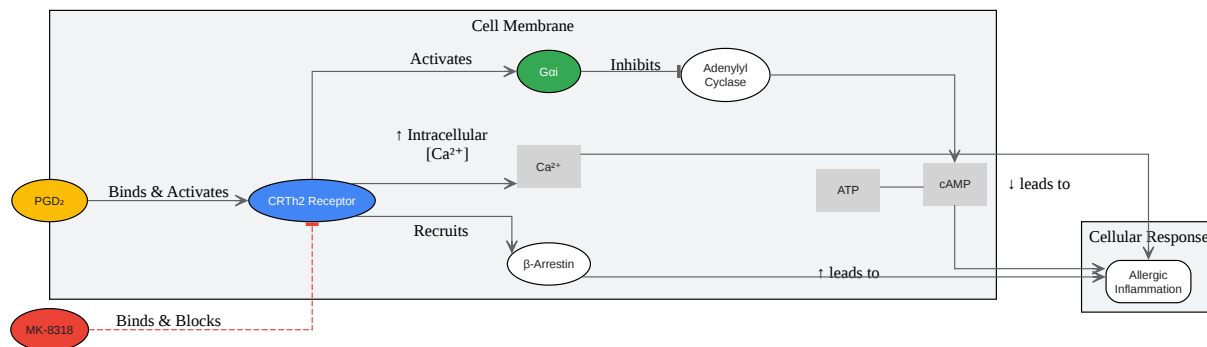 Cell Membrane
Activates
Gαi
Inhibits
Adenylyl
Cyclase
↑ Intracellular
[Ca²⁺]
Ca²⁺
ATP
cAMP
↓ leads to
PGD₂
Binds & Activates
CRTh2 Receptor
Recruits
β-Arrestin
↑ leads to
Cellular Response
Allergic
Inflammation
MK-8318
Binds & Blocks